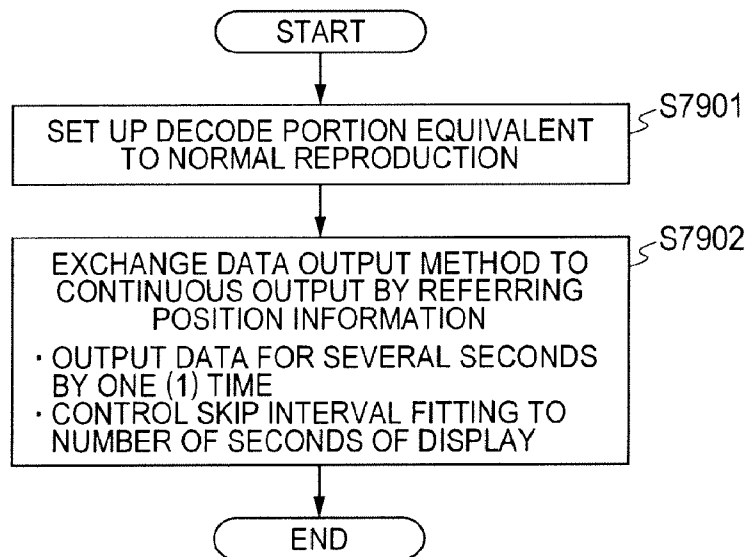 START
SET UP DECODE PORTION EQUIVALENT
TO NORMAL REPRODUCTION
S7901
EXCHANGE DATA OUTPUT METHOD TO
CONTINUOUS OUTPUT BY REFERRING
POSITION INFORMATION
· OUTPUT DATA FOR SEVERAL SECONDS
BY ONE (1) TIME
· CONTROL SKIP INTERVAL FITTING TO
NUMBER OF SECONDS OF DISPLAY
S7902
END